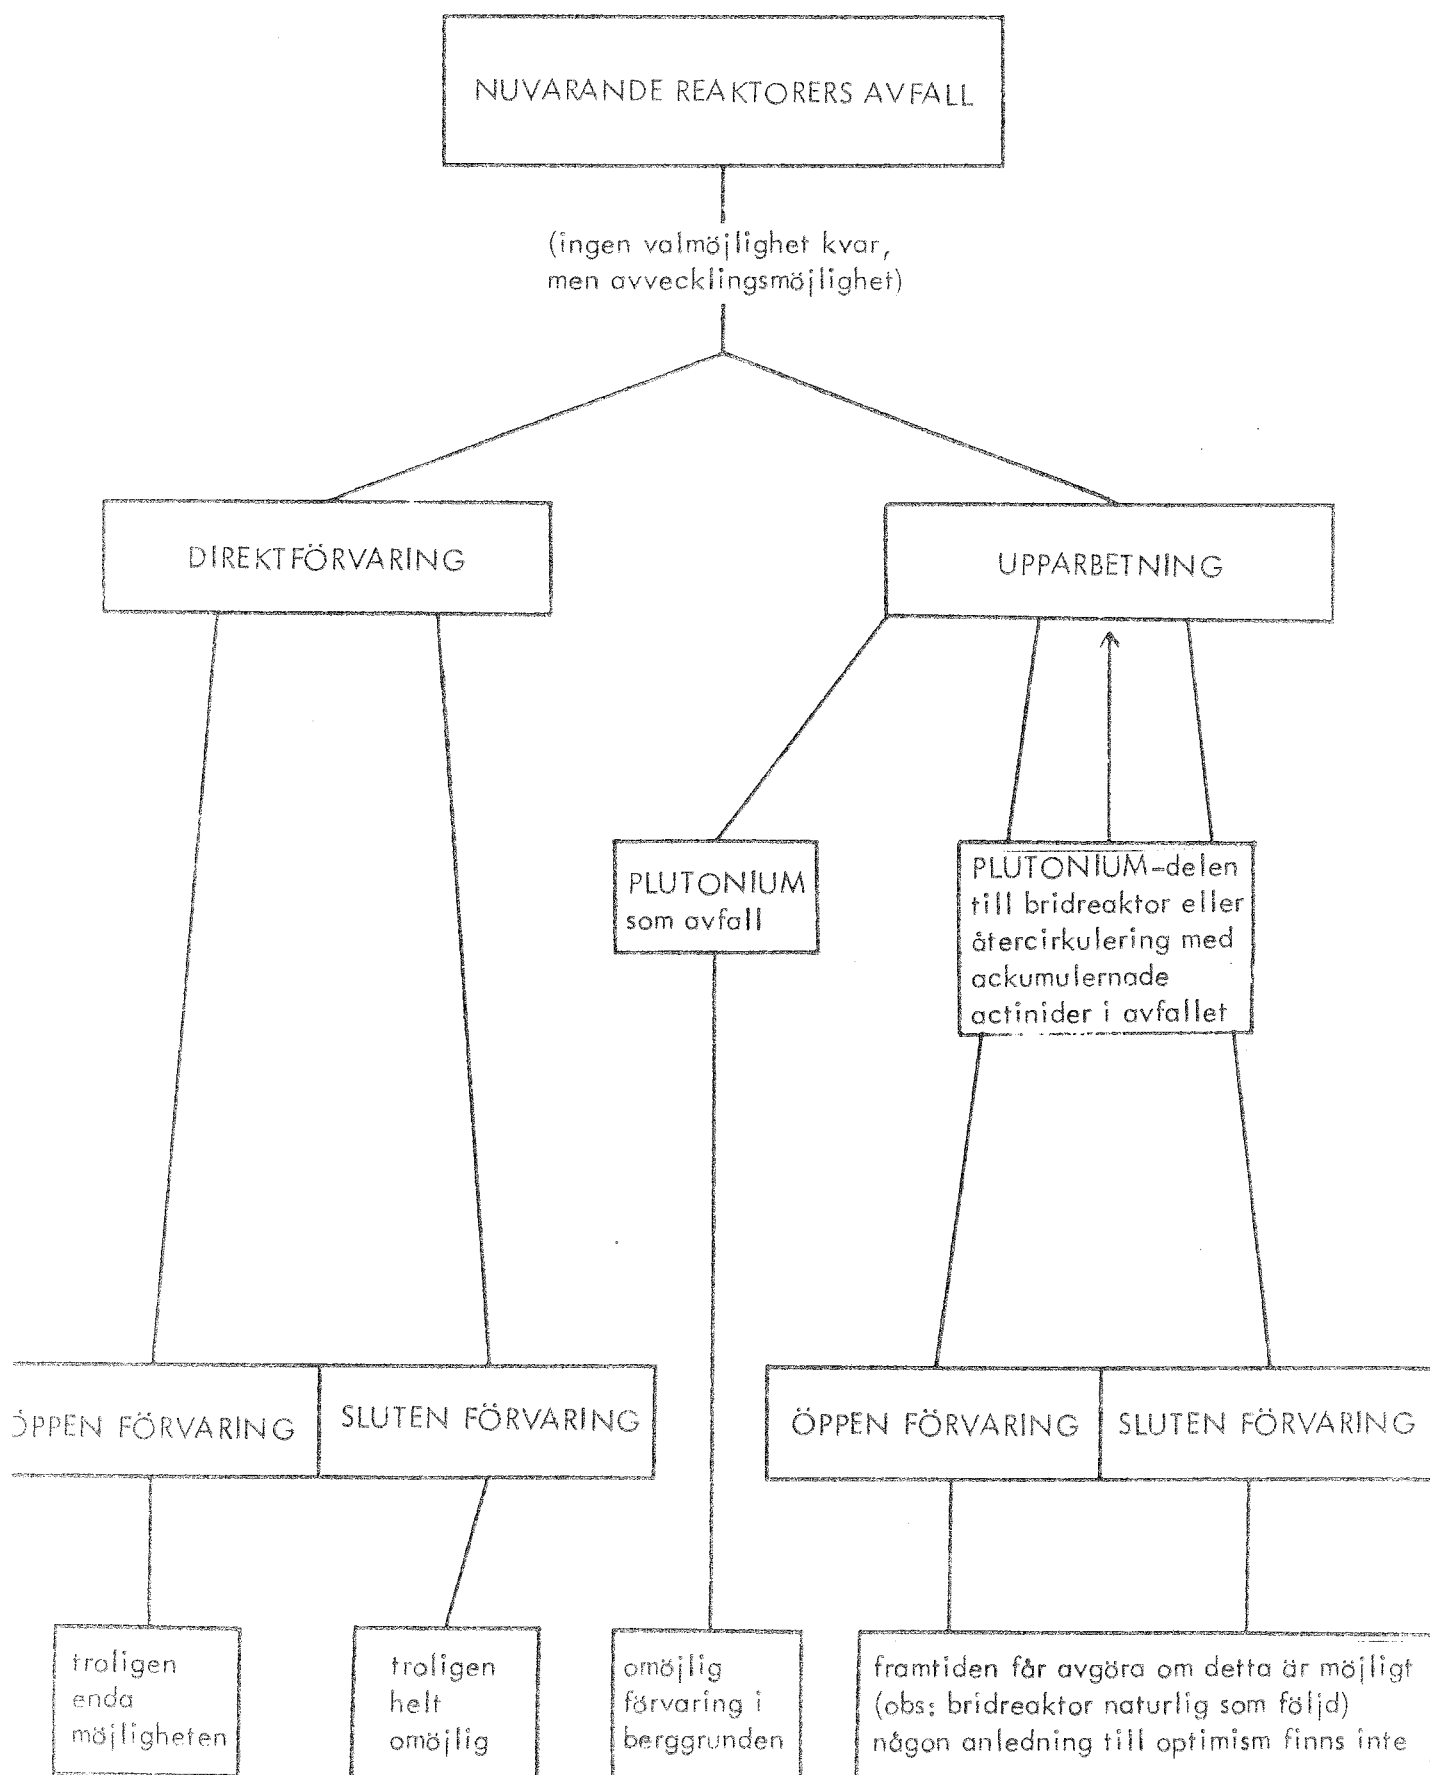 NUVARANDE REAKTORERS AVFALL
(ingen valmöjlighet kvar,
men avvecklingsmöjlighet)
DIREKTFÖRVARING
UPPARBETNING
PLUTONIUM
som avfall
PLUTONIUM-delen
till bridreaktor eller
återcirkulering med
ackumulernade
actinider i avfallet
ÖPPEN FÖRVARING
SLUTEN FÖRVARING
ÖPPEN FÖRVARING
SLUTEN FÖRVARING
troligen
enda
möjligheten
troligen
helt
omöjlig
omöjlig
förvaring i
berggrunden
framtiden får avgöra om detta är möjligt
(obs: bridreaktor naturlig som följd)
någon anledning till optimism finns inte